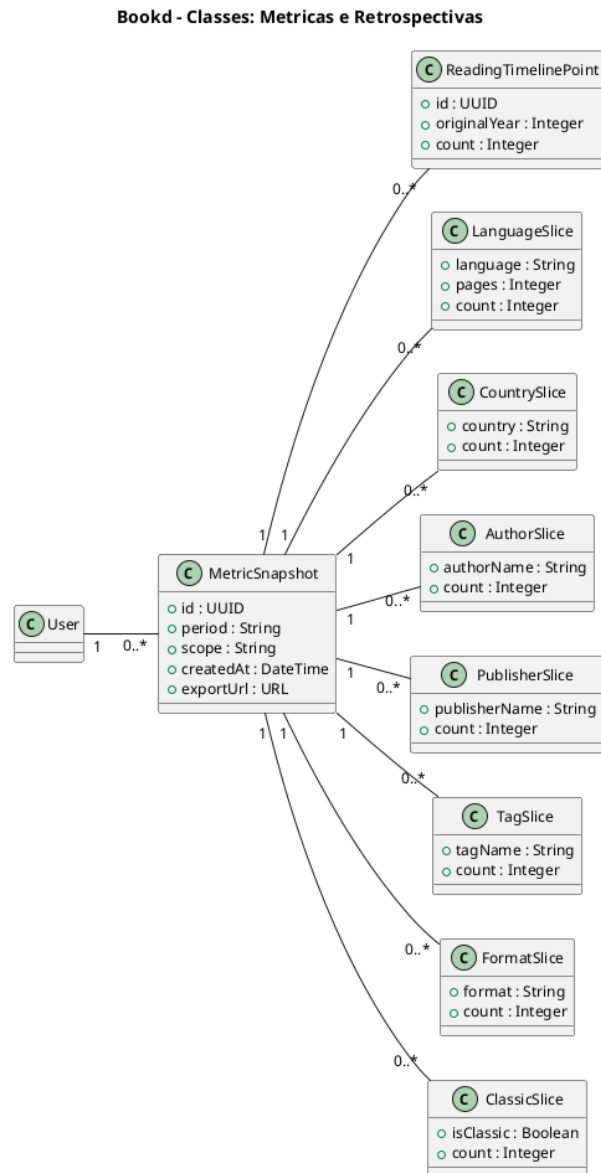 Bookd - Classes: Metricas e Retrospectivas
C ReadingTimelinePoint
id : UUID
originalYear : Integer
count : Integer
0..*
C LanguageSlice
language : String
pages : Integer
count : Integer
0..*
C CountrySlice
country : String
count : Integer
0..*
C AuthorSlice
authorName : String
count : Integer
0..*
1 1
1
C MetricSnapshot
id : UUID
period : String
scope : String
createdAt : DateTime
exportUrl : URL
C User
1 0..*
1
1
C PublisherSlice
publisherName : String
count : Integer
0..*
1 1 1
C TagSlice
tagName : String
count : Integer
0..*
C FormatSlice
format : String
count : Integer
0..*
C ClassicSlice
isClassic : Boolean
count : Integer
0..*